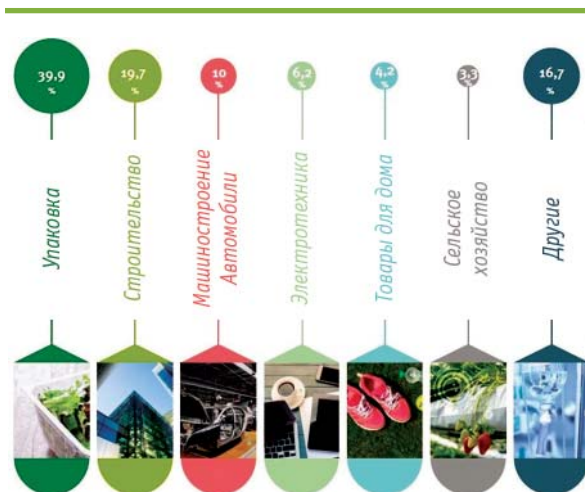 39,9
%
19,7
%
10
%
6,2
%
4,2
%
3,3
%
16,7
%
Упаковка
Строительство
Машиностроение
Автомобили
Электротехника
Товары для дома
Сельское
хозяйство
Другие